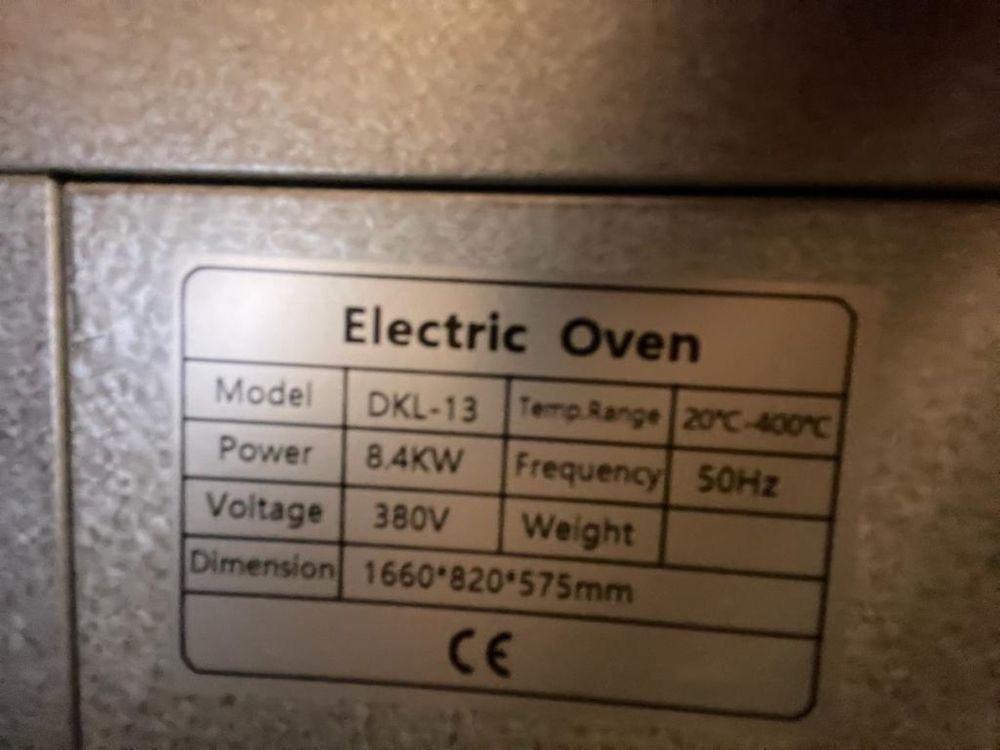 Electric Oven
Model DKL-13 Temp.Range 20℃-400℃
Power 8.4KW Frequency 50Hz
Voltage 380V Weight
Dimension 1660*820*575mm
CE